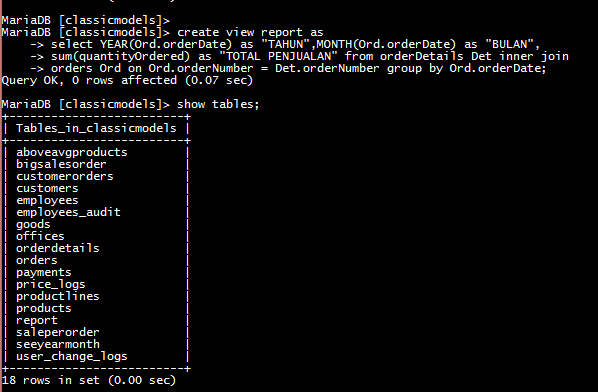 MariaDB [classicmodels]>
MariaDB [classicmodels]> create view report as
    -> select YEAR(Ord.orderDate) as "TAHUN",MONTH(Ord.orderDate) as "BULAN",
    -> sum(quantityOrdered) as "TOTAL PENJUALAN" from orderDetails Det inner join
    -> orders Ord on Ord.orderNumber = Det.orderNumber group by Ord.orderDate;
Query OK, 0 rows affected (0.07 sec)
MariaDB [classicmodels]> show tables;
+-------------------------+
| Tables_in_classicmodels |
+-------------------------+
| aboveavgproducts        |
| bigsalesorder           |
| customerorders          |
| customers               |
| employees               |
| employees_audit         |
| goods                   |
| offices                 |
| orderdetails            |
| orders                  |
| payments                |
| price_logs              |
| productlines            |
| products                |
| report                  |
| saleperorder            |
| seeyearmonth            |
| user_change_logs        |
+-------------------------+
18 rows in set (0.00 sec)